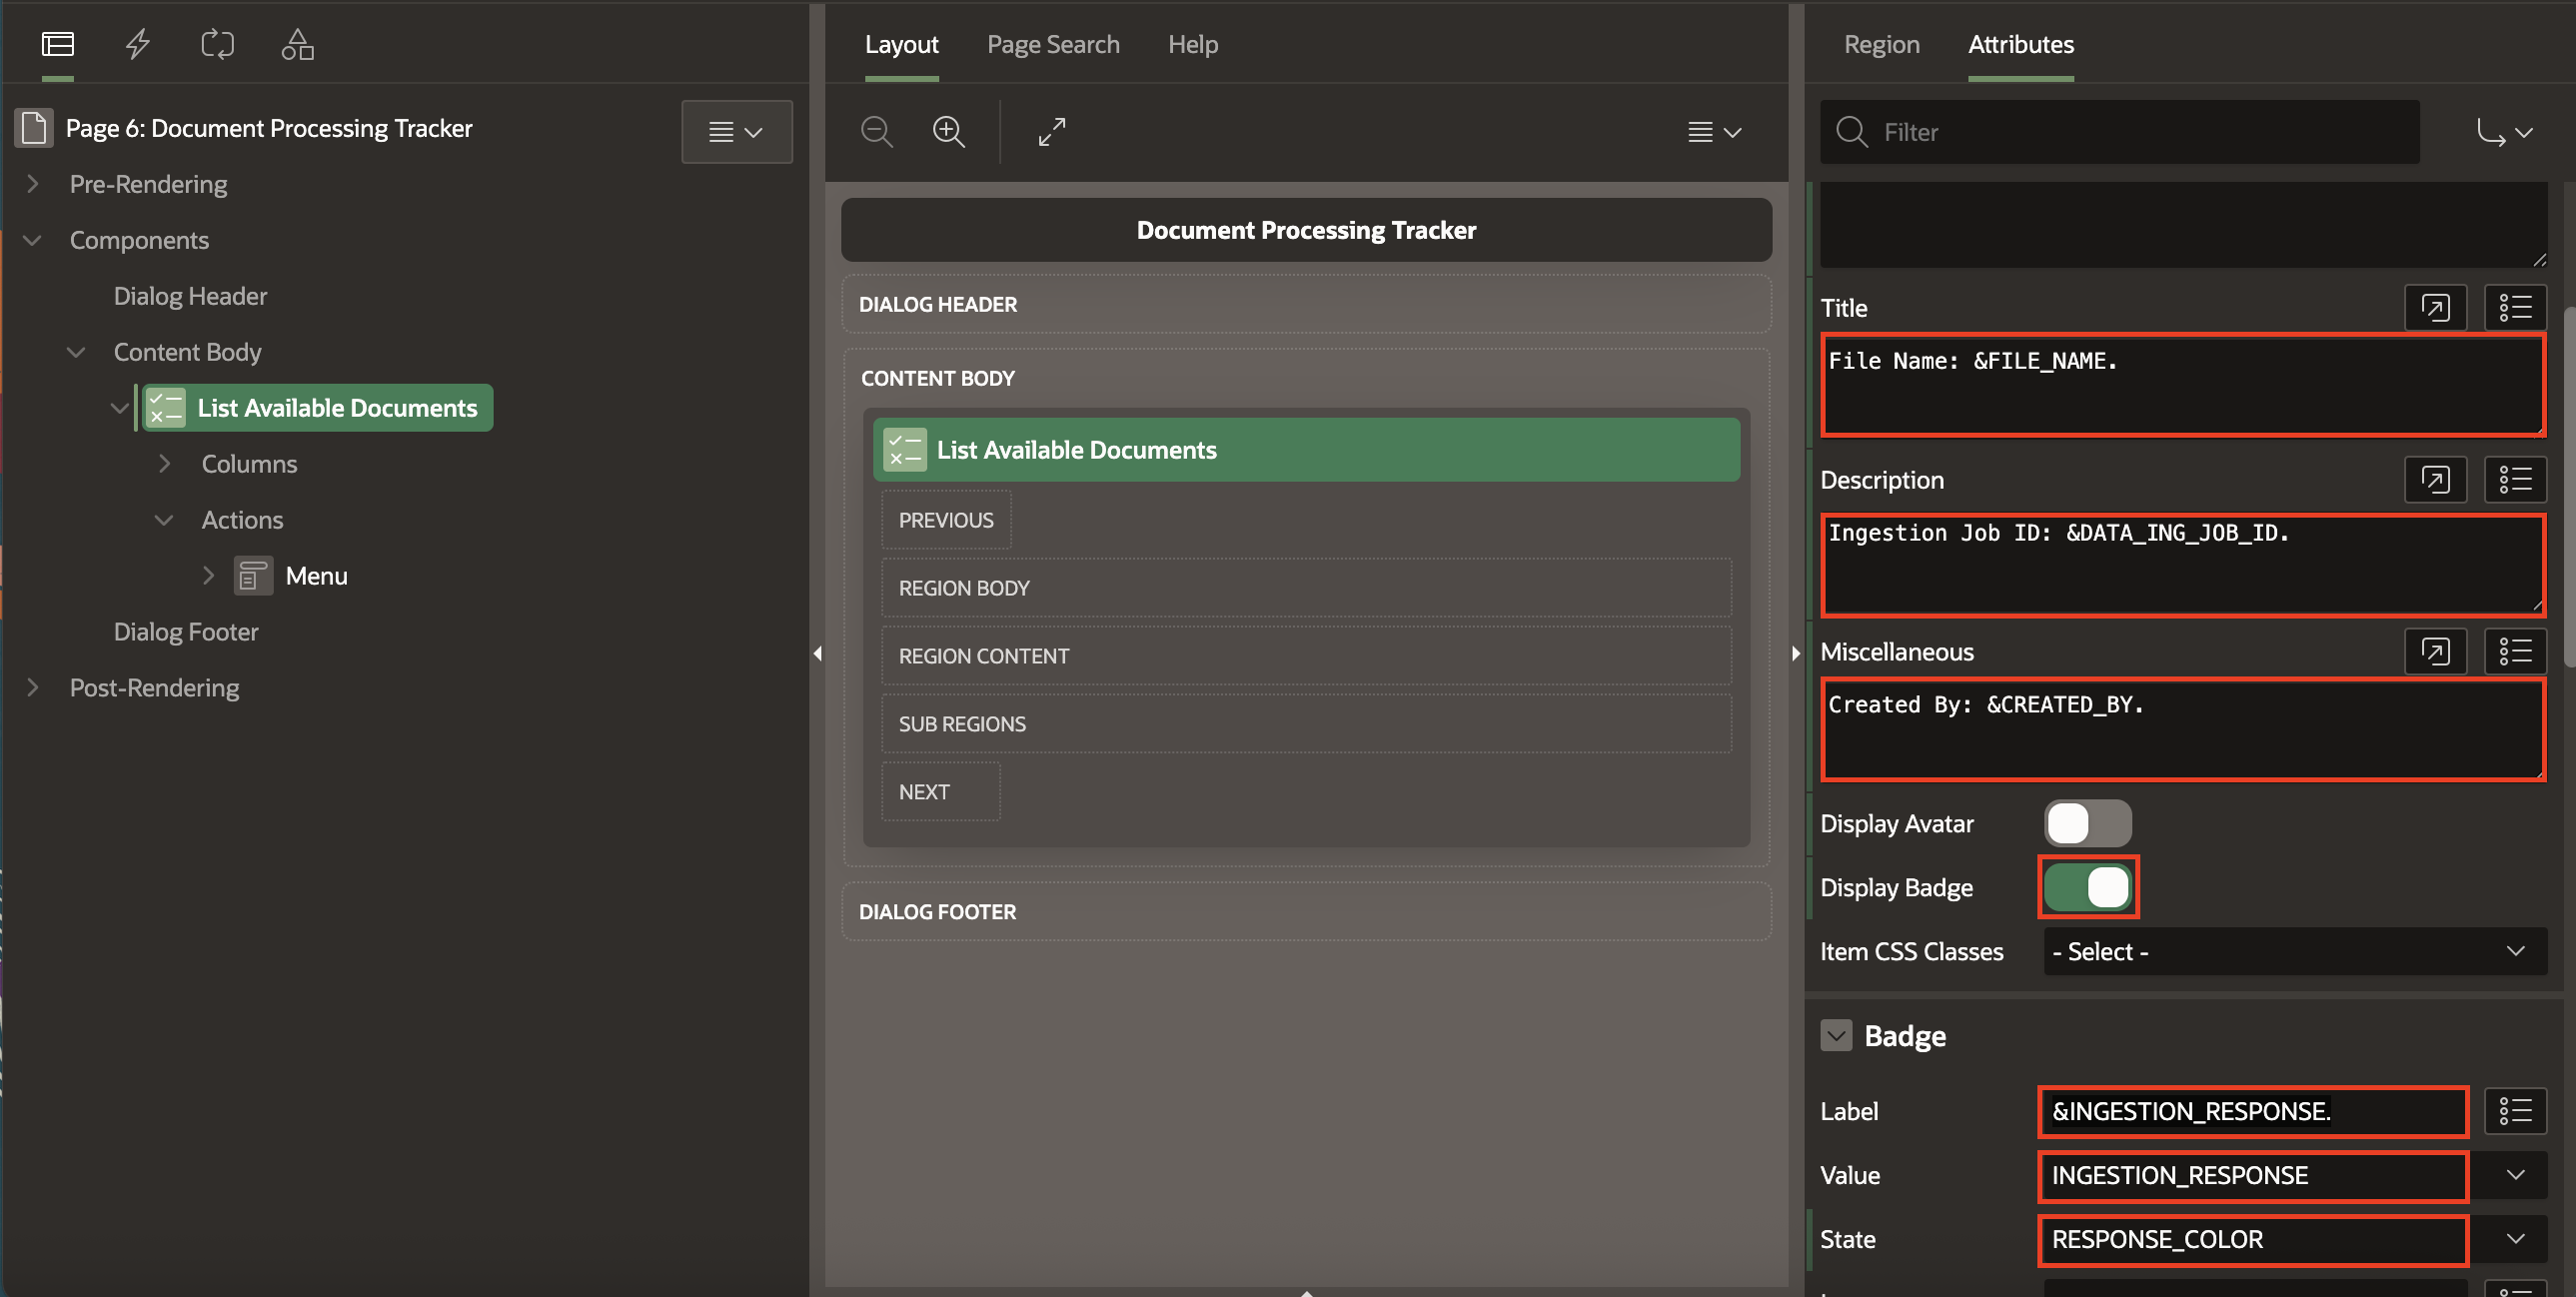 Page 6: Document Processing Tracker
Pre-Rendering
Components
Dialog Header
Content Body
List Available Documents
Columns
Actions
Menu
Dialog Footer
Post-Rendering
Layout
Page Search
Help
Document Processing Tracker
DIALOG HEADER
CONTENT BODY
List Available Documents
PREVIOUS
REGION BODY
REGION CONTENT
SUB REGIONS
NEXT
DIALOG FOOTER
Region
Attributes
Filter
Title
File Name: &FILE_NAME.
Description
Ingestion Job ID: &DATA_ING_JOB_ID.
Miscellaneous
Created By: &CREATED_BY.
Display Avatar
Display Badge
Item CSS Classes
- Select -
Badge
Label
&INGESTION_RESPONSE.
Value
INGESTION_RESPONSE
State
RESPONSE_COLOR